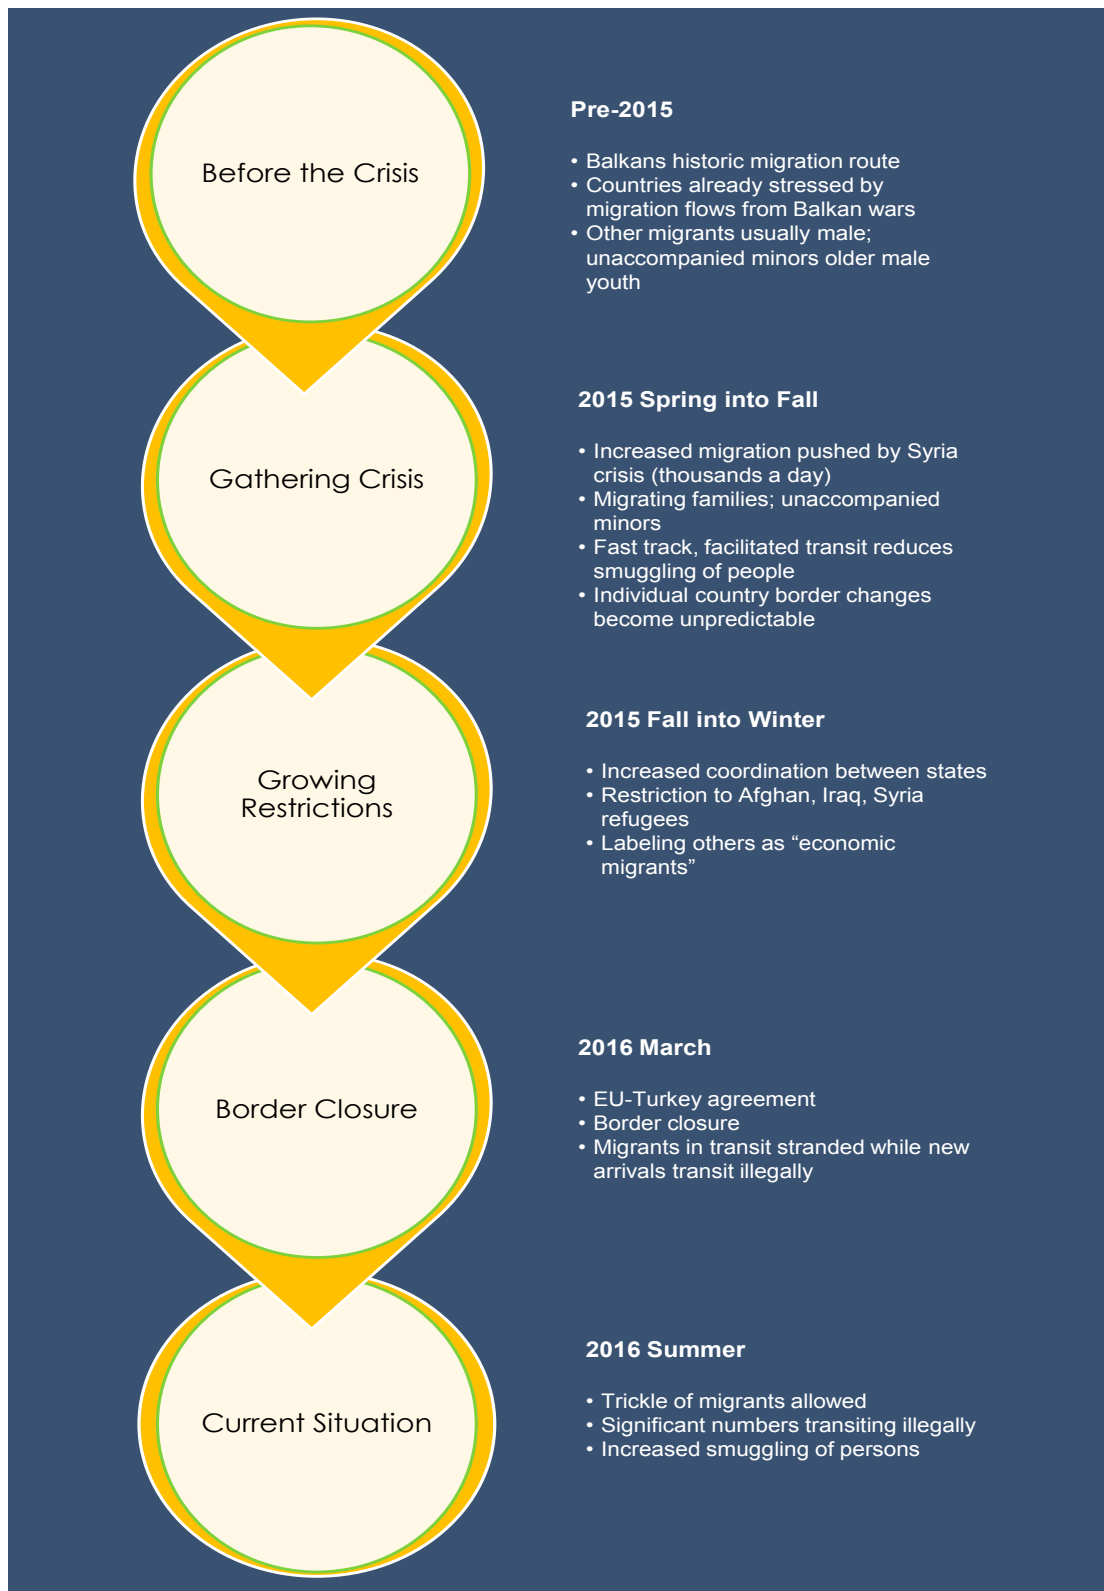 Before the Crisis
Pre-2015
• Balkans historic migration route
• Countries already stressed by
migration flows from Balkan wars
• Other migrants usually male;
unaccompanied minors older male
youth
Gathering Crisis
2015 Spring into Fall
• Increased migration pushed by Syria
crisis (thousands a day)
• Migrating families; unaccompanied
minors
• Fast track, facilitated transit reduces
smuggling of people
• Individual country border changes
become unpredictable
Growing
Restrictions
2015 Fall into Winter
• Increased coordination between states
• Restriction to Afghan, Iraq, Syria
refugees
• Labeling others as “economic
migrants”
Border Closure
2016 March
• EU-Turkey agreement
• Border closure
• Migrants in transit stranded while new
arrivals transit illegally
Current Situation
2016 Summer
• Trickle of migrants allowed
• Significant numbers transiting illegally
• Increased smuggling of persons